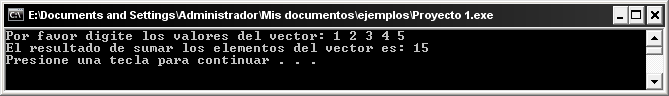 E:\Documents and Settings\Administrador\Mis documentos\ejemplos\Proyecto 1.exe
Por favor digite los valores del vector: 1 2 3 4 5
El resultado de sumar los elementos del vector es: 15
Presione una tecla para continuar . . .